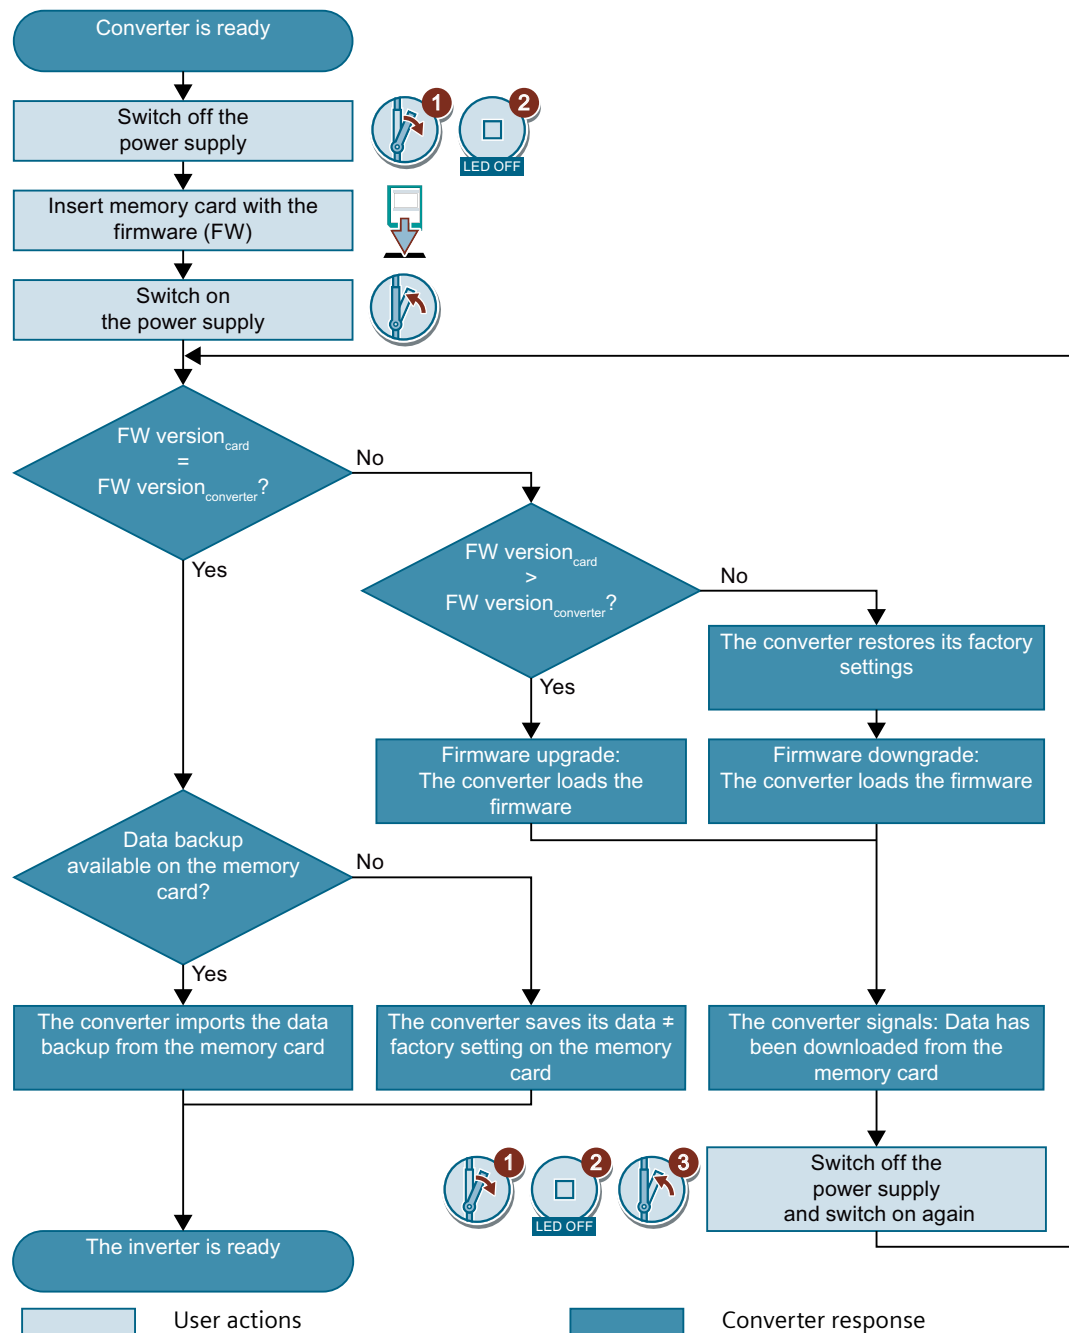 Converter is ready
Switch off the
power supply
1
2
LED OFF
Insert memory card with the
firmware (FW)
Switch on
the power supply
FW version card
=
FW version converter?
No
Yes
FW version card
>
FW version converter?
No
Yes
The converter restores its factory
settings
Firmware upgrade:
The converter loads the
firmware
Firmware downgrade:
The converter loads the firmware
Data backup
available on the memory
card?
No
Yes
The converter imports the data
backup from the memory card
The converter saves its data ≠
factory setting on the memory
card
The converter signals: Data has
been downloaded from the
memory card
1
2
3
LED OFF
Switch off the
power supply
and switch on again
The inverter is ready
User actions
Converter response